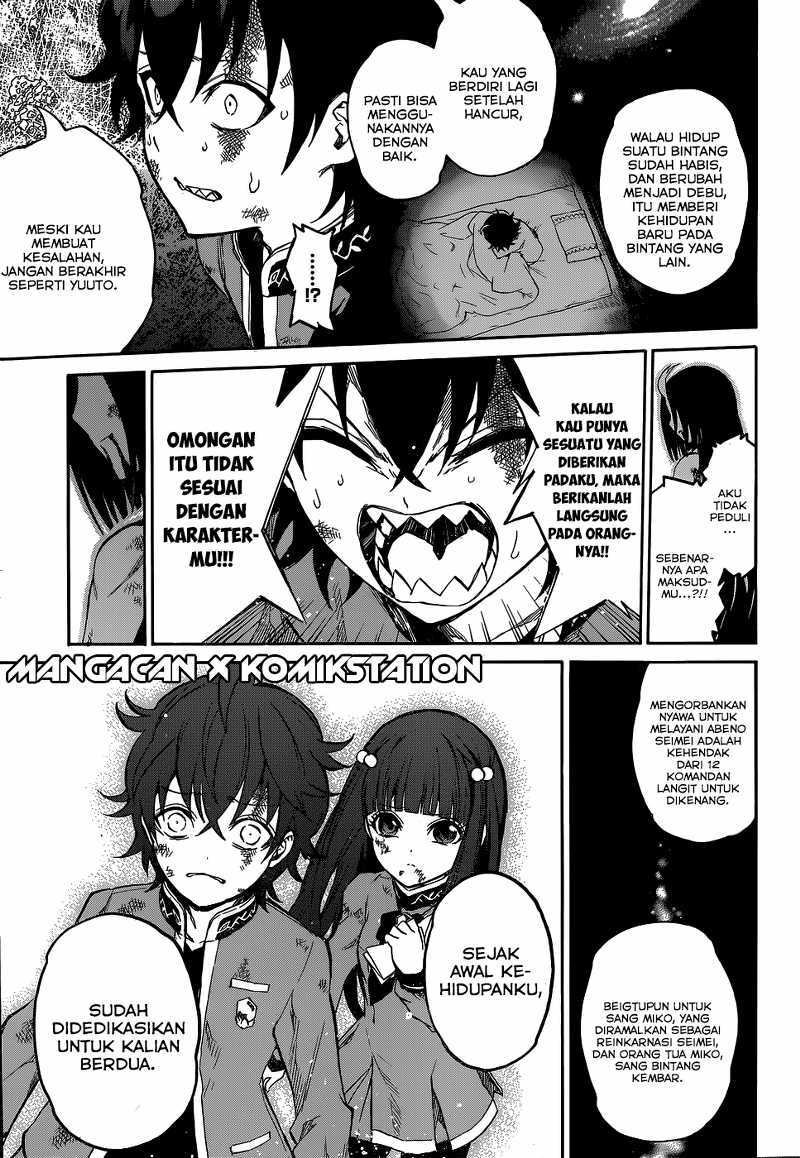 WALAU HIDUP
SUATU BINTANG
SUDAH HABIS,
DAN BERUBAH
MENJADI DEBU,
ITU MEMBERI
KEHIDUPAN
BARU PADA
BINTANG YANG
LAIN.
KAU YANG
BERDIRI LAGI
SETELAH
HANCUR,
PASTI BISA
MENGGU-
NAKANNYA
DENGAN
BAIK.
......
!?
MESKI KAU
MEMBUAT
KESALAHAN,
JANGAN BERAKHIR
SEPERTI YUUTO.
AKU
TIDAK
PEDULI
...
SEBENAR-
NYA APA
MAKSUD-
MU...?!!
KALAU
KAU PUNYA
SESUATU YANG
DIBERIKAN
PADAKU, MAKA
BERIKANLAH
LANGSUNG
PADA ORANG-
NYA!!
OMONGAN
ITU TIDAK
SESUAI
DENGAN
KARAKTER-
MU!!!
MANGACAN X KOMIKSTATION
MENGORBANKAN
NYAWA UNTUK
MELAYANI ABENO
SEIMEI ADALAH
KEHENDAK
DARI 12
KOMANDAN
LANGIT UNTUK
DIKENANG.
BEIGTUPUN UNTUK
SANG MIKO, YANG
DIRAMALKAN SEBAGAI
REINKARNASI SEIMEI,
DAN ORANG TUA MIKO,
SANG BINTANG
KEMBAR.
SEJAK
AWAL KE-
HIDUPANKU,
SUDAH
DIDEDIKASIKAN
UNTUK KALIAN
BERDUA.